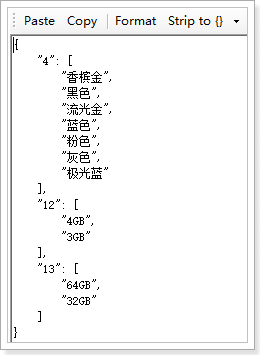 Paste Copy Format Strip to {}
{
"4": [
"香槟金",
"黑色",
"流光金",
"蓝色",
"粉色",
"灰色",
"极光蓝"
],
"12": [
"4GB",
"3GB"
],
"13": [
"64GB",
"32GB"
]
}